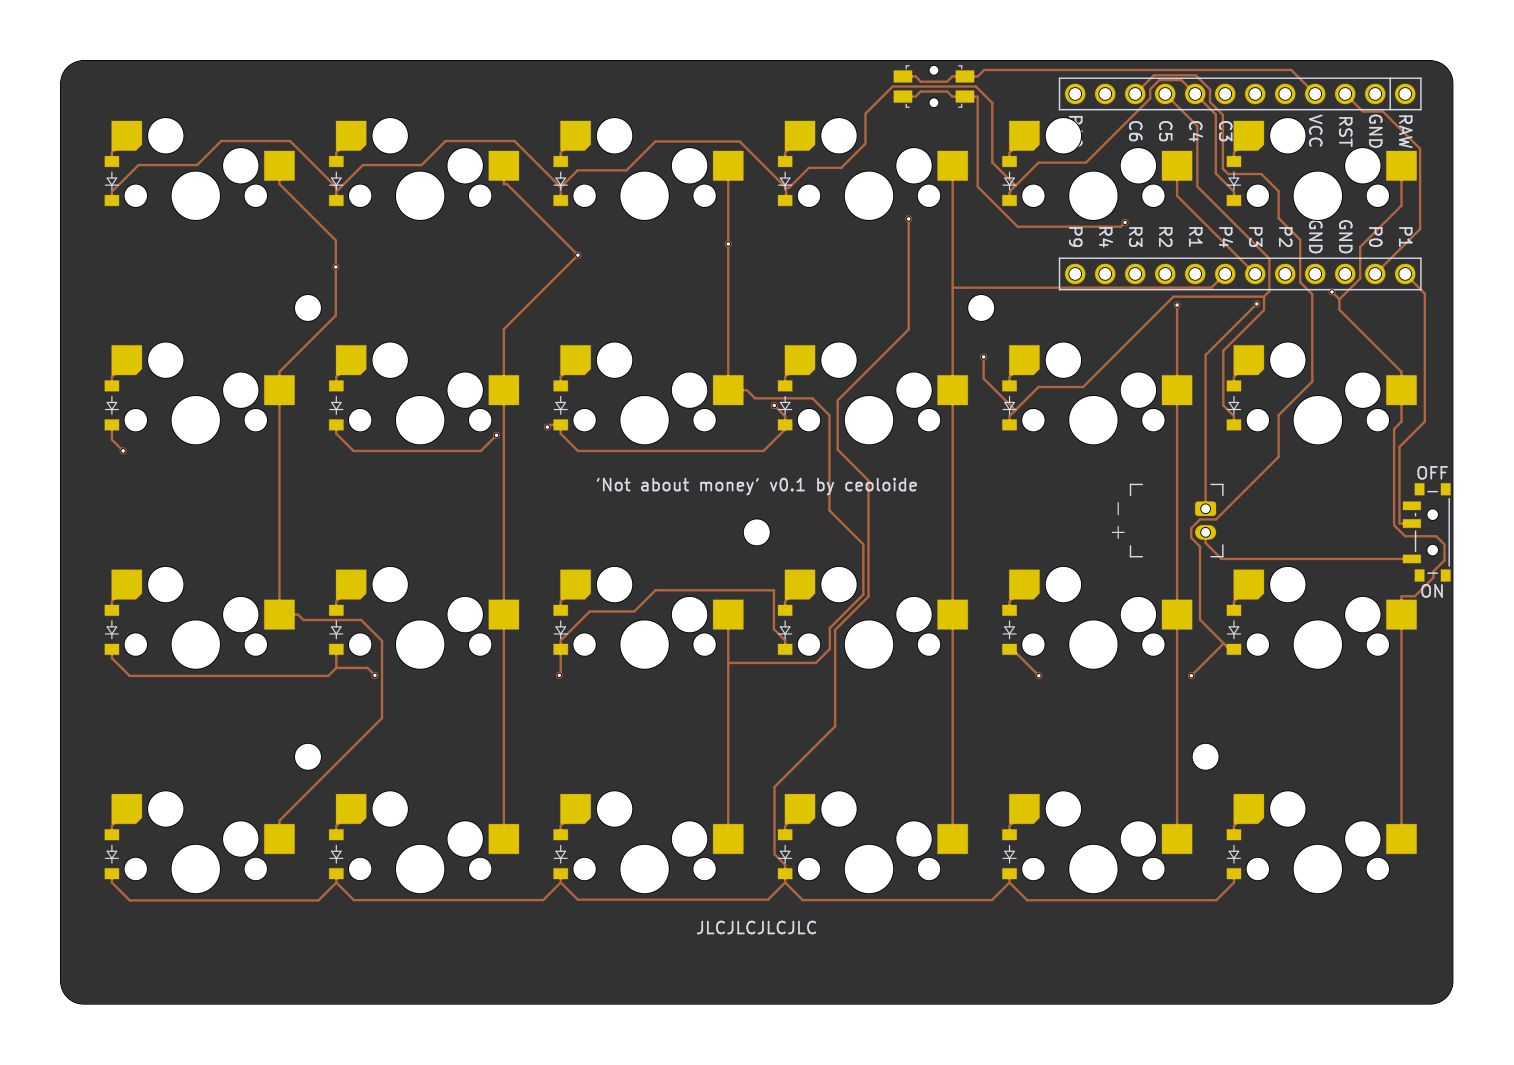 C6
C5
C4
C3
VCC
RST
GND
RAW
P9
R4
R3
R2
R1
P4
P3
P2
GND
GND
P0
P1
OFF
'Not about money' v0.1 by ceoloide
ON
JLCJLCJLCJLC